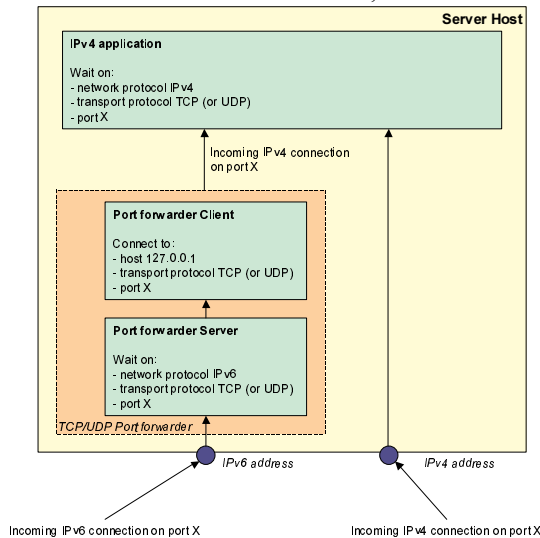 Server Host
IPv4 application
Wait on:
- network protocol IPv4
- transport protocol TCP (or UDP)
- port X
Incoming IPv4 connection
on port X
Port forwarder Client
Connect to:
- host 127.0.0.1
- transport protocol TCP (or UDP)
- port X
Port forwarder Server
Wait on:
- network protocol IPv6
- transport protocol TCP (or UDP)
- port X
TCP/UDP Port forwarder
IPv6 address
IPv4 address
Incoming IPv6 connection on port X
Incoming IPv4 connection on port X